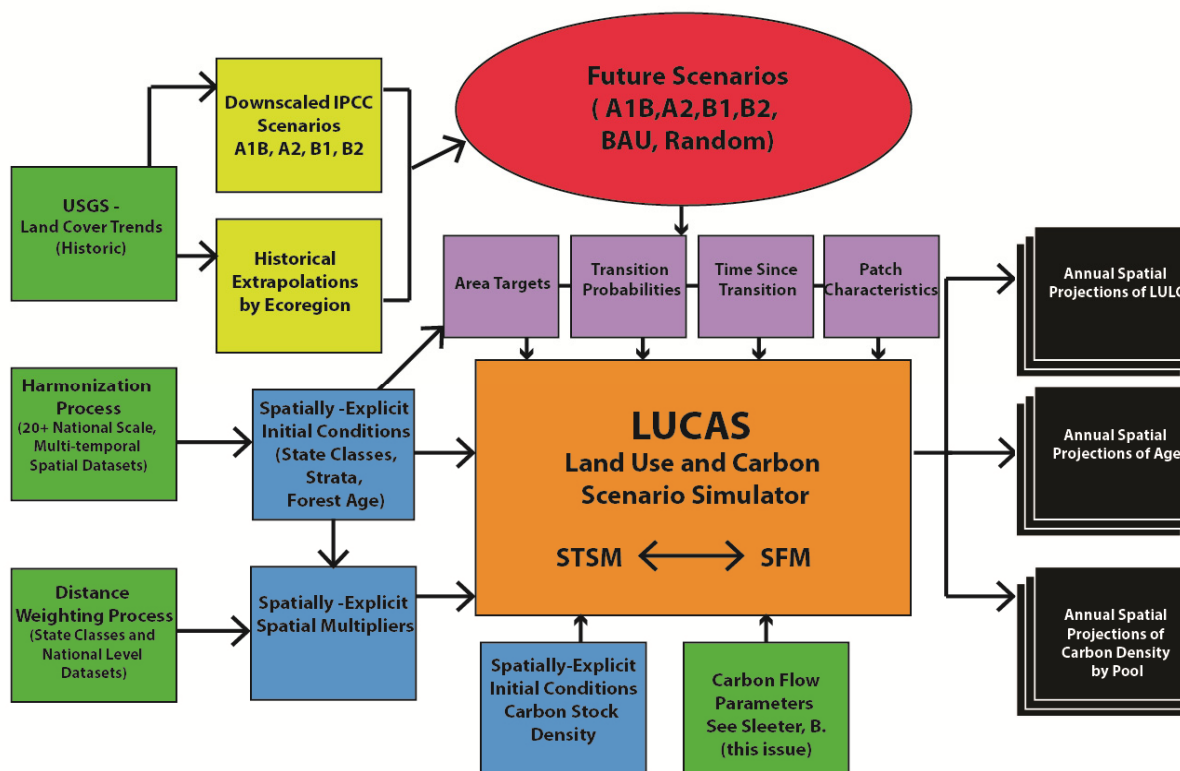 Downscaled IPCC
Scenarios
A1B, A2, B1, B2
Future Scenarios
( A1B,A2,B1,B2,
BAU, Random)
USGS -
Land Cover Trends
(Historic)
Historical
Extrapolations
by Ecoregion
Area Targets
Transition
Probabilities
Time Since
Transition
Patch
Characteristics
Annual Spatial
Projections of LULC
Harmonization
Process
(20+ National Scale,
Multi-temporal
Spatial Datasets)
Spatially -Explicit
Initial Conditions
(State Classes,
Strata,
Forest Age)
LUCAS
Land Use and Carbon
Scenario Simulator
STSM
SFM
Annual Spatial
Projections of Age
Distance
Weighting Process
(State Classes and
National Level
Datasets)
Spatially -Explicit
Spatial Multipliers
Spatially-Explicit
Initial Conditions
Carbon Stock
Density
Carbon Flow
Parameters
See Sleeter, B.
(this issue)
Annual Spatial
Projections of
Carbon Density
by Pool